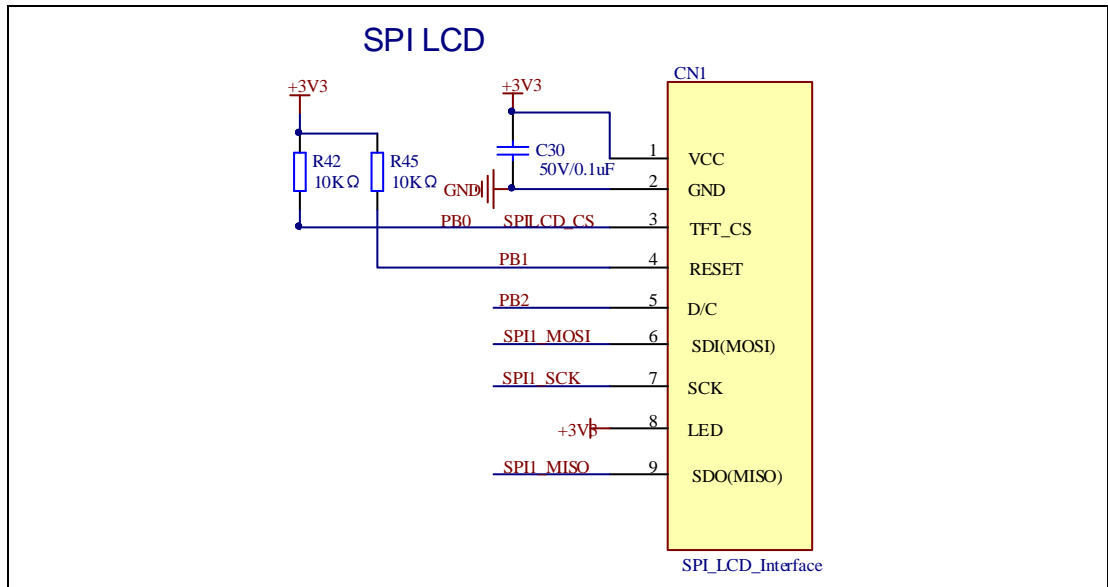 SPI LCD
CN1
+3V3
+3V3
R42
10KΩ
R45
10KΩ
C30
50V/0.1uF
1 VCC
GND 2 GND
PB0 SPILCD_CS 3 TFT_CS
PB1 4 RESET
PB2 5 D/C
SPI1_MOSI 6 SDI(MOSI)
SPI1_SCK 7 SCK
+3V3 8 LED
SPI1_MISO 9 SDO(MISO)
SPI_LCD_Interface